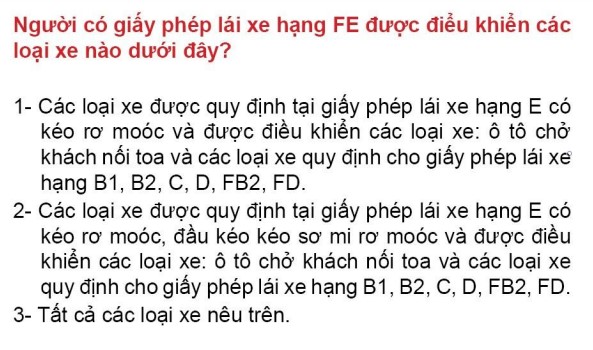 Người có giấy phép lái xe hạng FE được điều khiển các
loại xe nào dưới đây?
1- Các loại xe được quy định tại giấy phép lái xe hạng E có
kéo rơ moóc và được điều khiển các loại xe: ô tô chở
khách nối toa và các loại xe quy định cho giấy phép lái xe
hạng B1, B2, C, D, FB2, FD.
2- Các loại xe được quy định tại giấy phép lái xe hạng E có
kéo rơ moóc, đầu kéo kéo sơ mi rơ moóc và được điều
khiển các loại xe: ô tô chở khách nối toa và các loại xe
quy định cho giấy phép lái xe hạng B1, B2, C, D, FB2, FD.
3- Tất cả các loại xe nêu trên.